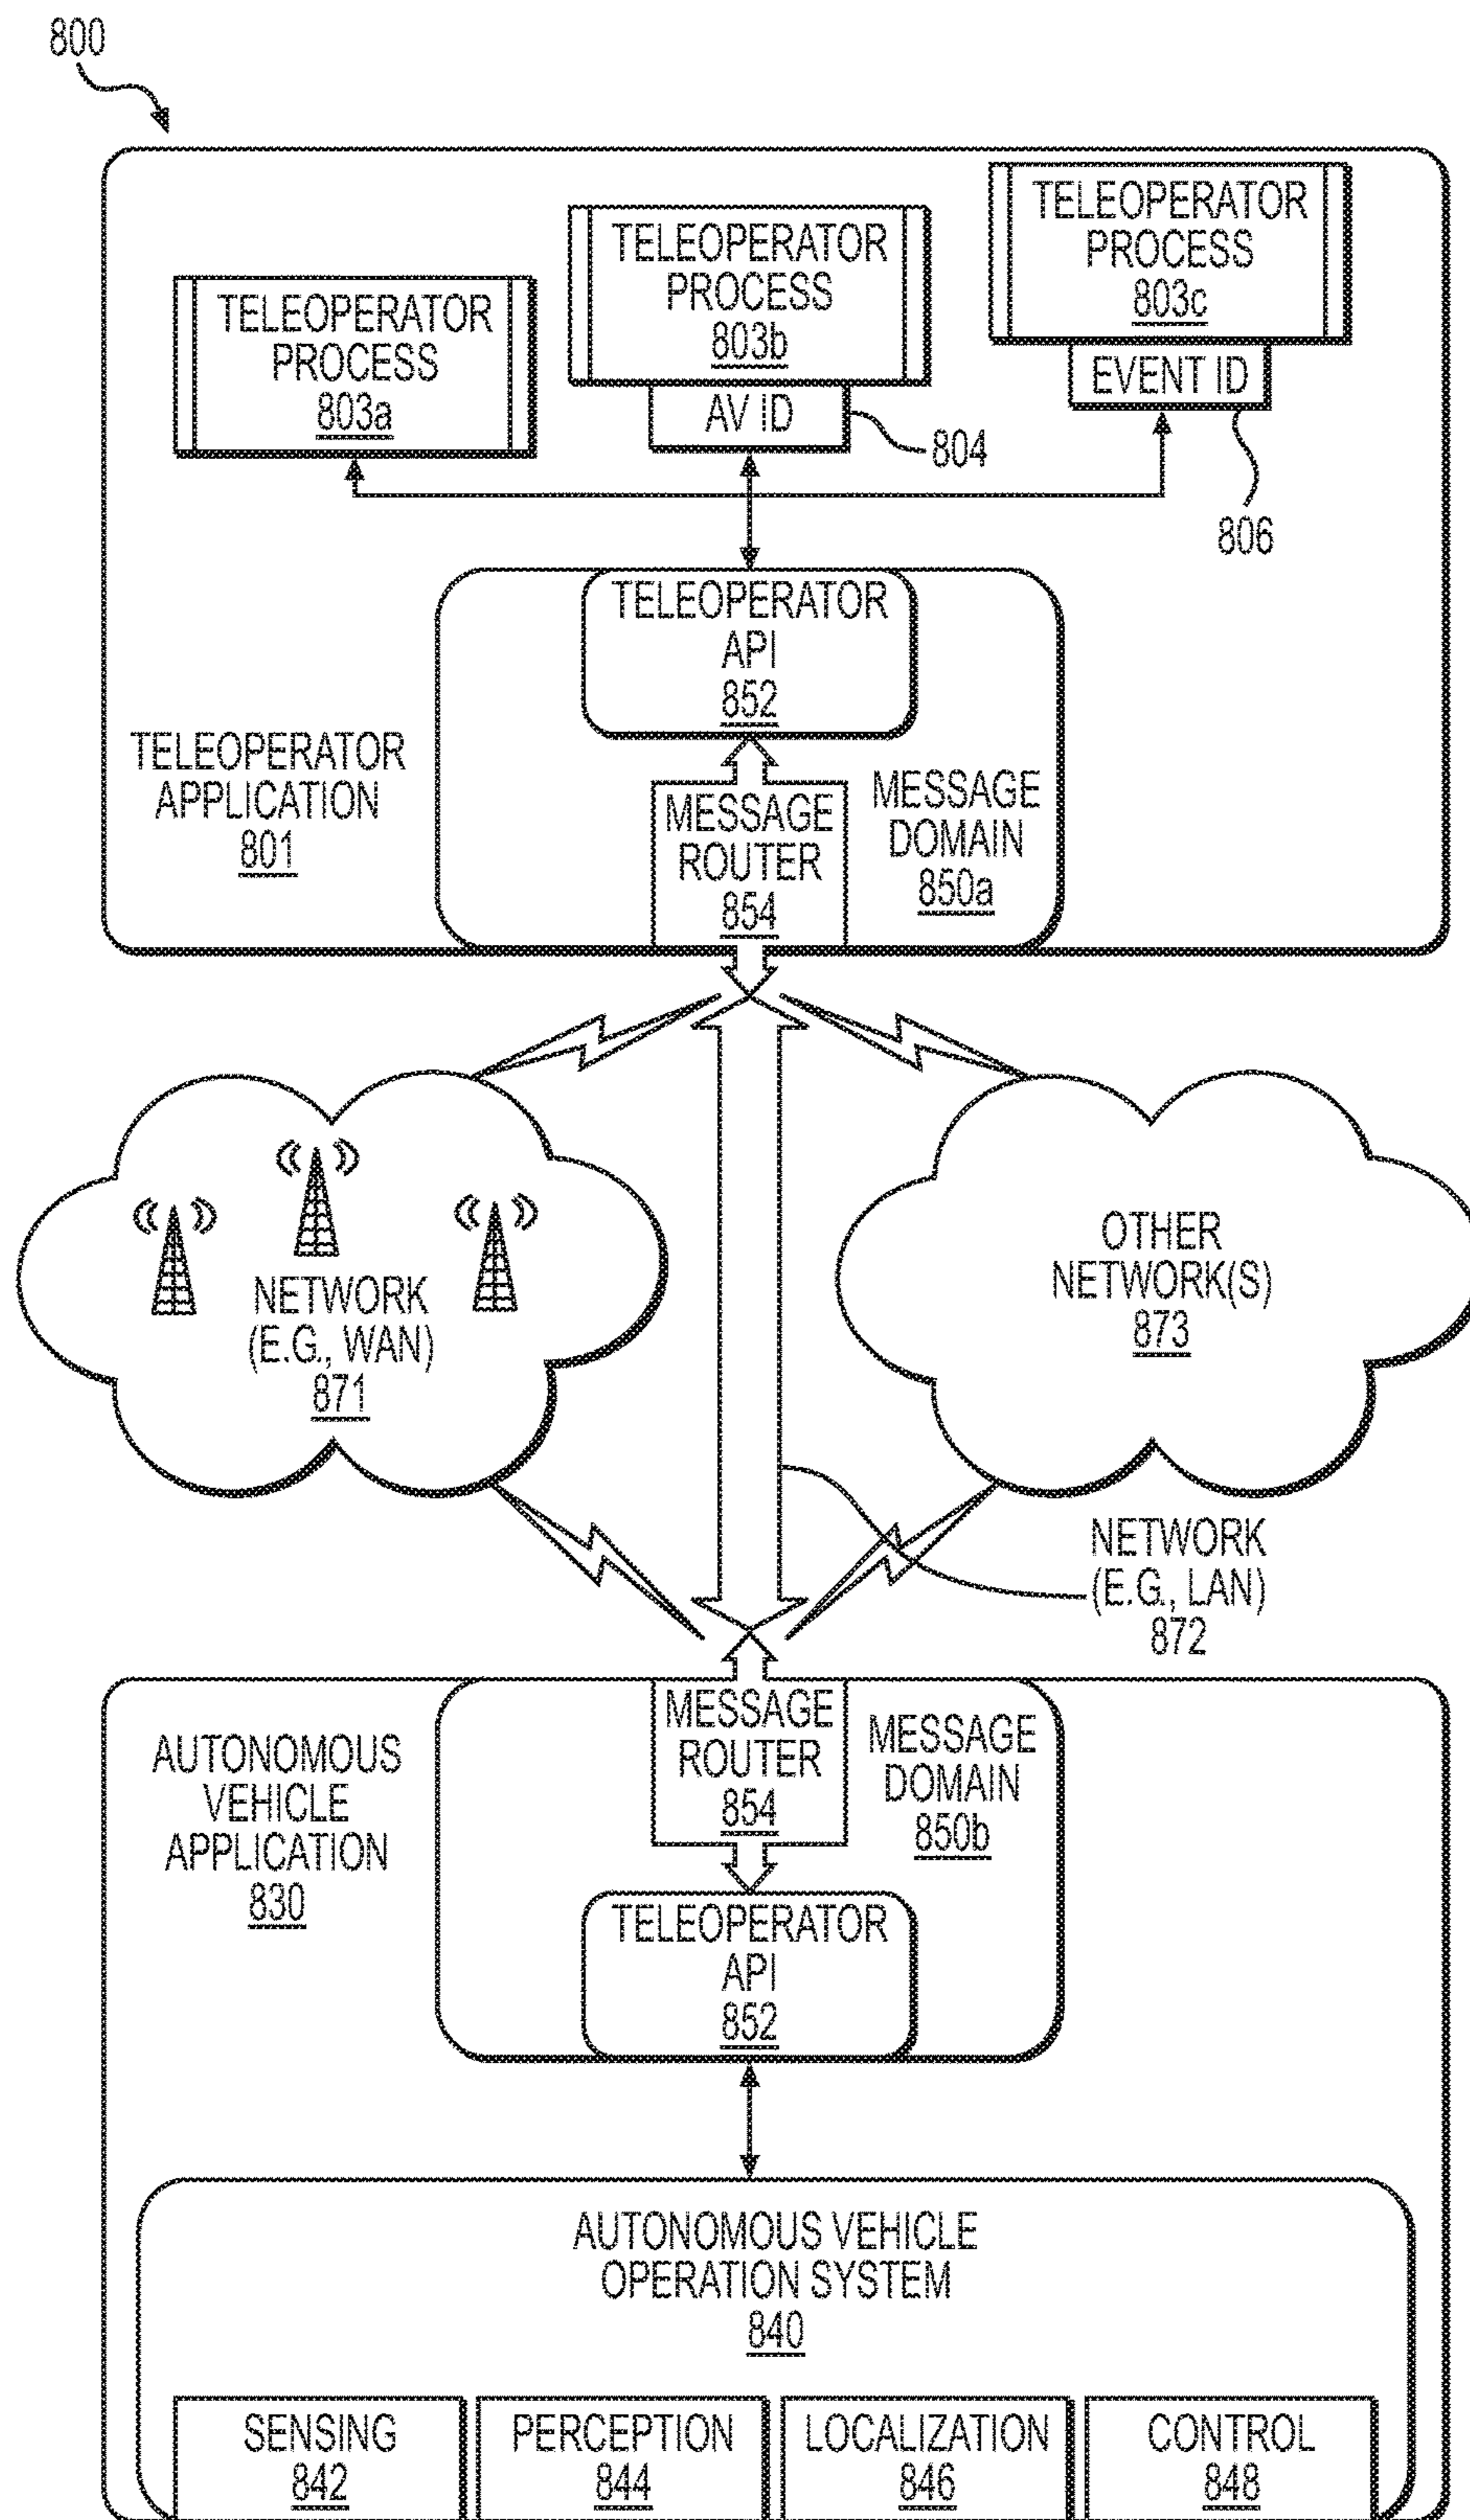 800
TELEOPERATOR
PROCESS
803a
TELEOPERATOR
PROCESS
803b
AV ID
804
TELEOPERATOR
PROCESS
803c
EVENT ID
806
TELEOPERATOR
API
852
TELEOPERATOR
APPLICATION
801
MESSAGE
ROUTER
854
MESSAGE
DOMAIN
850a
NETWORK
(E.G., WAN)
871
OTHER
NETWORK(S)
873
NETWORK
(E.G., LAN)
872
AUTONOMOUS
VEHICLE
APPLICATION
830
MESSAGE
ROUTER
854
MESSAGE
DOMAIN
850b
TELEOPERATOR
API
852
AUTONOMOUS VEHICLE
OPERATION SYSTEM
840
SENSING
842
PERCEPTION
844
LOCALIZATION
846
CONTROL
848